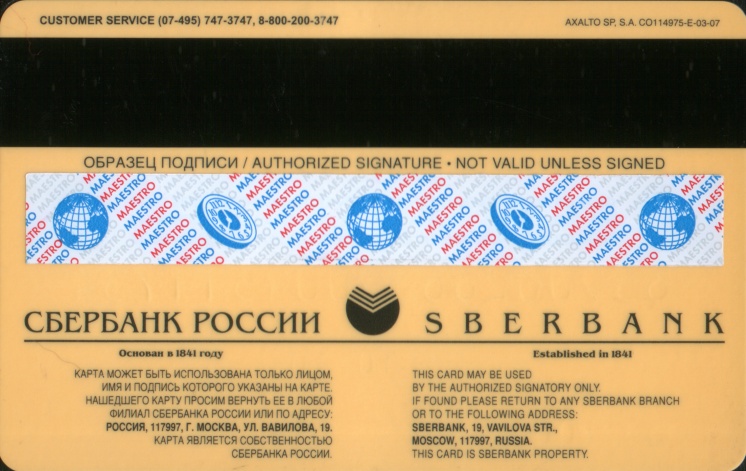 CUSTOMER SERVICE (07-495) 747-3747, 8-800-200-3747
AXALTO SP, S.A. CO114975-E-03-07
ОБРАЗЕЦ ПОДПИСИ / AUTHORIZED SIGNATURE • NOT VALID UNLESS SIGNED
MAESTRO MAESTRO MAESTRO MAESTRO
СБЕРБАНК РОССИИ
Основан в 1841 году
КАРТА МОЖЕТ БЫТЬ ИСПОЛЬЗОВАНА ТОЛЬКО ЛИЦОМ,
ИМЯ И ПОДПИСЬ КОТОРОГО УКАЗАНЫ НА КАРТЕ.
НАШЕДШЕГО КАРТУ ПРОСИМ ВЕРНУТЬ ЕЕ В ЛЮБОЙ
ФИЛИАЛ СБЕРБАНКА РОССИИ ИЛИ ПО АДРЕСУ:
РОССИЯ, 117997, Г. МОСКВА, УЛ. ВАВИЛОВА, 19.
КАРТА ЯВЛЯЕТСЯ СОБСТВЕННОСТЬЮ
СБЕРБАНКА РОССИИ.
SBERBANK
Established in 1841
THIS CARD MAY BE USED
BY THE AUTHORIZED SIGNATORY ONLY.
IF FOUND PLEASE RETURN TO ANY SBERBANK BRANCH
OR TO THE FOLLOWING ADDRESS:
SBERBANK, 19, VAVILOVA STR.,
MOSCOW, 117997, RUSSIA.
THIS CARD IS SBERBANK PROPERTY.